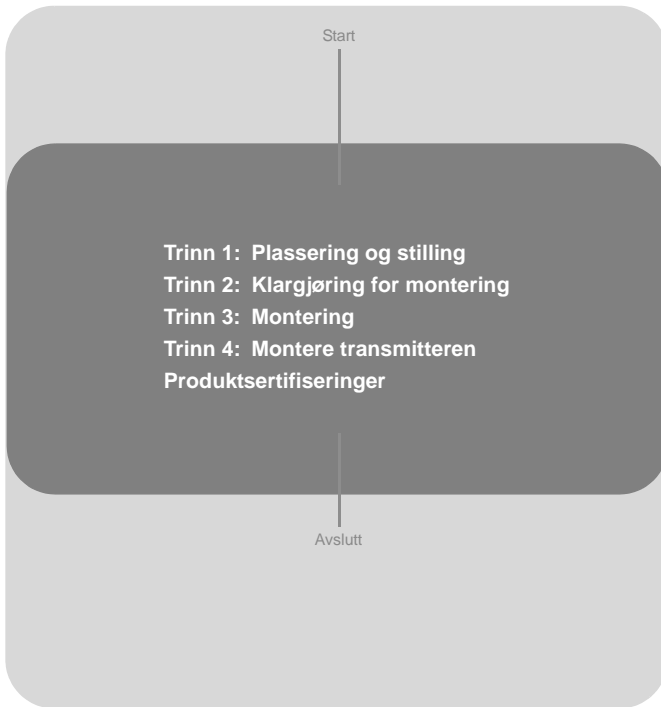 Start
Trinn 1: Plassering og stilling
Trinn 2: Klargjøring for montering
Trinn 3: Montering
Trinn 4: Montere transmitteren
Produktsertifiseringer
Avslutt